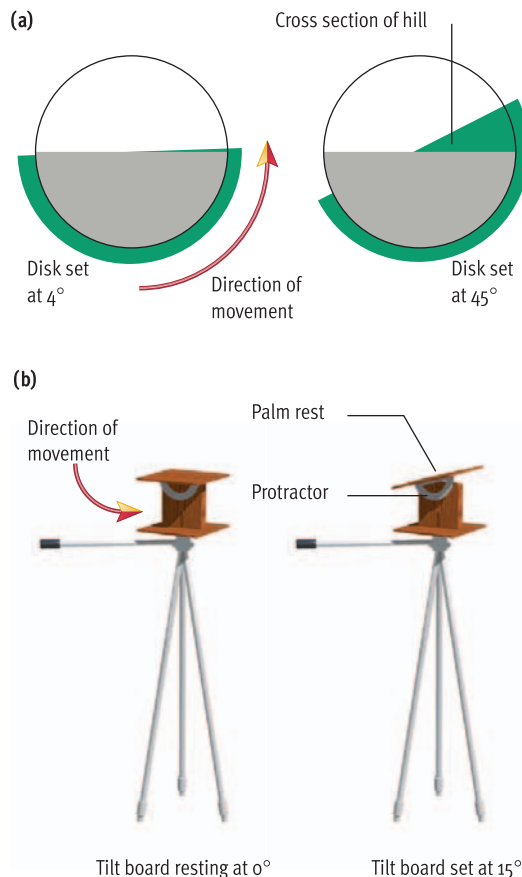 (a)
Cross section of hill
Disk set
at 4°
Direction of
movement
Disk set
at 45°
(b)
Direction of
movement
Palm rest
Protractor
Tilt board resting at 0°
Tilt board set at 15°